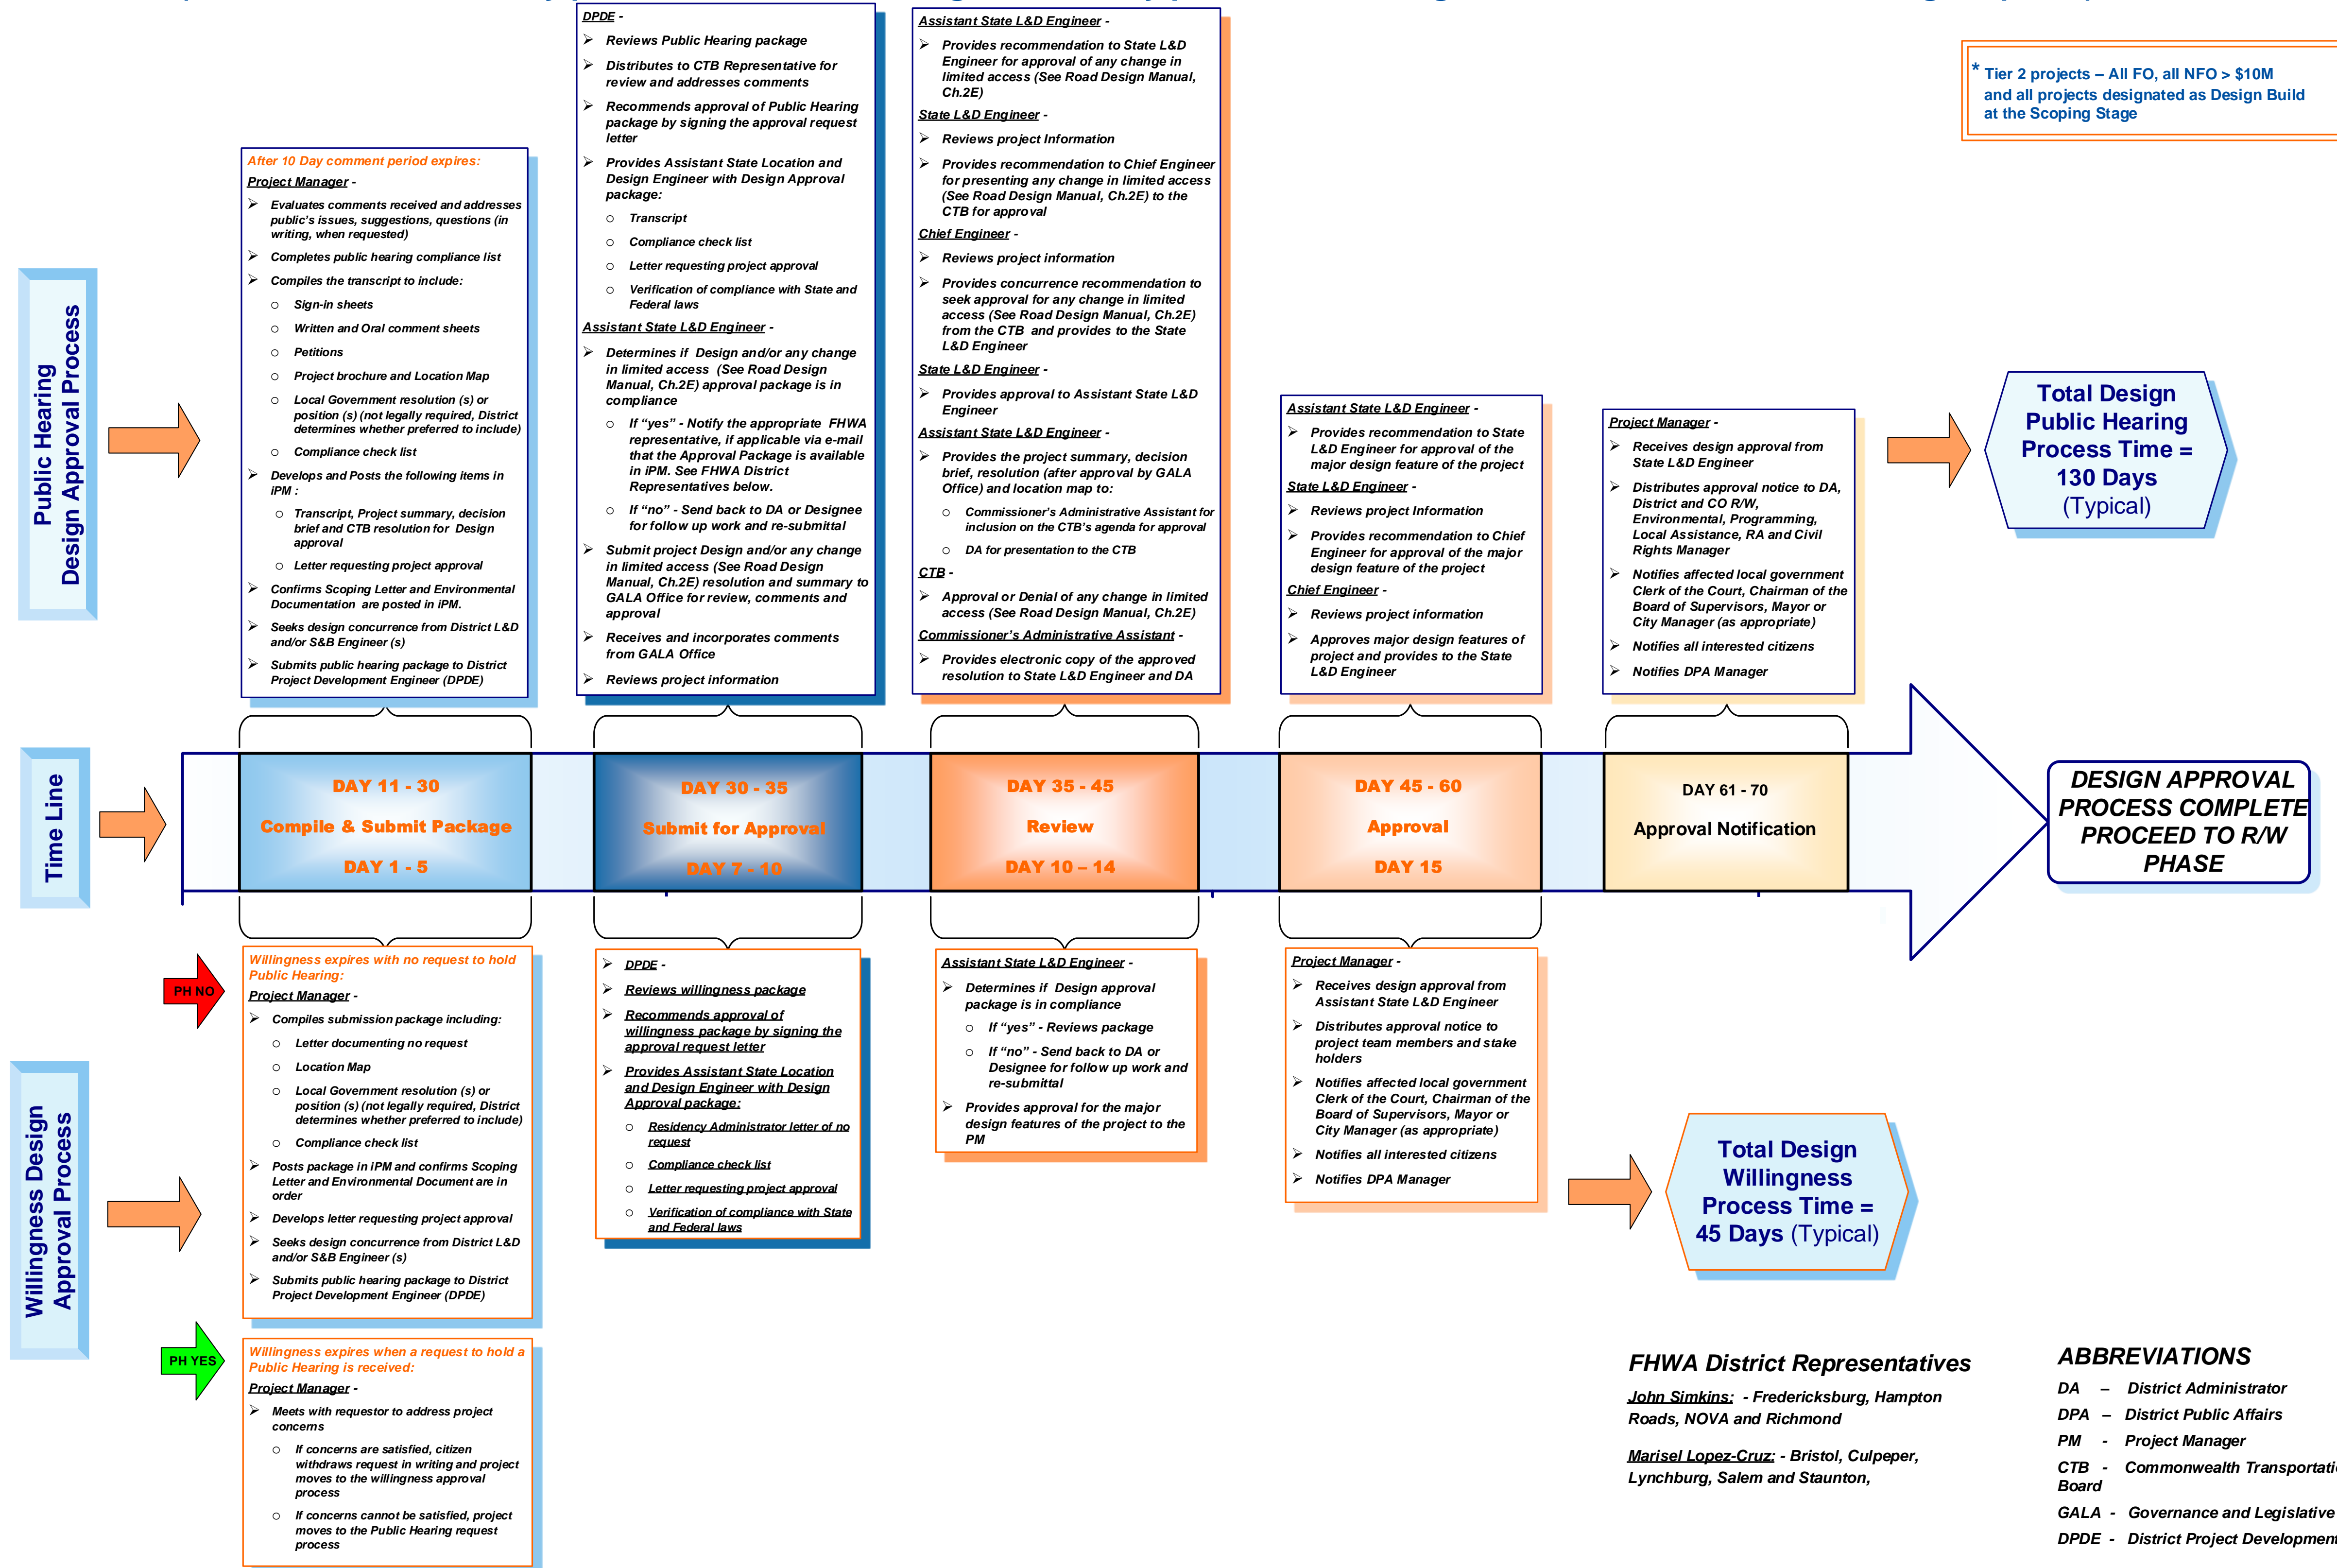 * Tier 2 projects – All FO, all NFO > $10M
and all projects designated as Design Build
at the Scoping Stage
Public Hearing
Design Approval Process
After 10 Day comment period expires:
Project Manager -
➢ Evaluates comments received and addresses
public's issues, suggestions, questions (in
writing, when requested)
➢ Completes public hearing compliance list
➢ Compiles the transcript to include:
o Sign-in sheets
o Written and Oral comment sheets
o Petitions
o Project brochure and Location Map
o Local Government resolution (s) or
position (s) (not legally required, District
determines whether preferred to include)
o Compliance check list
➢ Develops and Posts the following items in
iPM :
o Transcript, Project summary, decision
brief and CTB resolution for Design
approval
o Letter requesting project approval
➢ Confirms Scoping Letter and Environmental
Documentation are posted in iPM.
➢ Seeks design concurrence from District L&D
and/or S&B Engineer (s)
➢ Submits public hearing package to District
Project Development Engineer (DPDE)
DPDE -
➢ Reviews Public Hearing package
➢ Distributes to CTB Representative for
review and addresses comments
➢ Recommends approval of Public Hearing
package by signing the approval request
letter
➢ Provides Assistant State Location and
Design Engineer with Design Approval
package:
o Transcript
o Compliance check list
o Letter requesting project approval
o Verification of compliance with State and
Federal laws
Assistant State L&D Engineer -
➢ Determines if Design and/or any change
in limited access (See Road Design
Manual, Ch.2E) approval package is in
compliance
o If "yes" - Notify the appropriate FHWA
representative, if applicable via e-mail
that the Approval Package is available
in iPM. See FHWA District
Representatives below.
o If "no" - Send back to DA or Designee
for follow up work and re-submittal
➢ Submit project Design and/or any change
in limited access (See Road Design
Manual, Ch.2E) resolution and summary to
GALA Office for review, comments and
approval
➢ Receives and incorporates comments
from GALA Office
➢ Reviews project information
Assistant State L&D Engineer -
➢ Provides recommendation to State L&D
Engineer for approval of any change in
limited access (See Road Design Manual,
Ch.2E)
State L&D Engineer -
➢ Reviews project Information
➢ Provides recommendation to Chief Engineer
for presenting any change in limited access
(See Road Design Manual, Ch.2E) to the
CTB for approval
Chief Engineer -
➢ Reviews project information
➢ Provides concurrence recommendation to
seek approval for any change in limited
access (See Road Design Manual, Ch.2E)
from the CTB and provides to the State
L&D Engineer
State L&D Engineer -
➢ Provides approval to Assistant State L&D
Engineer
Assistant State L&D Engineer -
➢ Provides the project summary, decision
brief, resolution (after approval by GALA
Office) and location map to:
o Commissioner's Administrative Assistant for
inclusion on the CTB's agenda for approval
o DA for presentation to the CTB
CTB -
➢ Approval or Denial of any change in limited
access (See Road Design Manual, Ch.2E)
Commissioner's Administrative Assistant -
➢ Provides electronic copy of the approved
resolution to State L&D Engineer and DA
Assistant State L&D Engineer -
➢ Provides recommendation to State
L&D Engineer for approval of the
major design feature of the project
State L&D Engineer -
➢ Reviews project Information
➢ Provides recommendation to Chief
Engineer for approval of the major
design feature of the project
Chief Engineer -
➢ Reviews project information
➢ Approves major design features of
project and provides to the State
L&D Engineer
Project Manager -
➢ Receives design approval from
State L&D Engineer
➢ Distributes approval notice to DA,
District and CO R/W,
Environmental, Programming,
Local Assistance, RA and Civil
Rights Manager
➢ Notifies affected local government
Clerk of the Court, Chairman of the
Board of Supervisors, Mayor or
City Manager (as appropriate)
➢ Notifies all interested citizens
➢ Notifies DPA Manager
Total Design
Public Hearing
Process Time =
130 Days
(Typical)
Time Line
DAY 11 - 30
Compile & Submit Package
DAY 1 - 5
DAY 30 - 35
Submit for Approval
DAY 7 - 10
DAY 35 - 45
Review
DAY 10 – 14
DAY 45 - 60
Approval
DAY 15
DAY 61 - 70
Approval Notification
DESIGN APPROVAL
PROCESS COMPLETE
PROCEED TO R/W
PHASE
Willingness Design
Approval Process
PH NO
Willingness expires with no request to hold
Public Hearing:
Project Manager -
➢ Compiles submission package including:
o Letter documenting no request
o Location Map
o Local Government resolution (s) or
position (s) (not legally required, District
determines whether preferred to include)
o Compliance check list
➢ Posts package in iPM and confirms Scoping
Letter and Environmental Document are in
order
➢ Develops letter requesting project approval
➢ Seeks design concurrence from District L&D
and/or S&B Engineer (s)
➢ Submits public hearing package to District
Project Development Engineer (DPDE)
PH YES
Willingness expires when a request to hold a
Public Hearing is received:
Project Manager -
➢ Meets with requestor to address project
concerns
o If concerns are satisfied, citizen
withdraws request in writing and project
moves to the willingness approval
process
o If concerns cannot be satisfied, project
moves to the Public Hearing request
process
➢ DPDE -
➢ Reviews willingness package
➢ Recommends approval of
willingness package by signing the
approval request letter
➢ Provides Assistant State Location
and Design Engineer with Design
Approval package:
o Residency Administrator letter of no
request
o Compliance check list
o Letter requesting project approval
o Verification of compliance with State
and Federal laws
Assistant State L&D Engineer -
➢ Determines if Design approval
package is in compliance
o If "yes" - Reviews package
o If "no" - Send back to DA or
Designee for follow up work and
re-submittal
➢ Provides approval for the major
design features of the project to the
PM
Project Manager -
➢ Receives design approval from
Assistant State L&D Engineer
➢ Distributes approval notice to
project team members and stake
holders
➢ Notifies affected local government
Clerk of the Court, Chairman of the
Board of Supervisors, Mayor or
City Manager (as appropriate)
➢ Notifies all interested citizens
➢ Notifies DPA Manager
Total Design
Willingness
Process Time =
45 Days (Typical)
FHWA District Representatives
John Simkins: - Fredericksburg, Hampton
Roads, NOVA and Richmond
Marisel Lopez-Cruz: - Bristol, Culpeper,
Lynchburg, Salem and Staunton,
ABBREVIATIONS
DA – District Administrator
DPA – District Public Affairs
PM - Project Manager
CTB - Commonwealth
Board
GALA - Governance and Legislative
DPDE - District Project Development